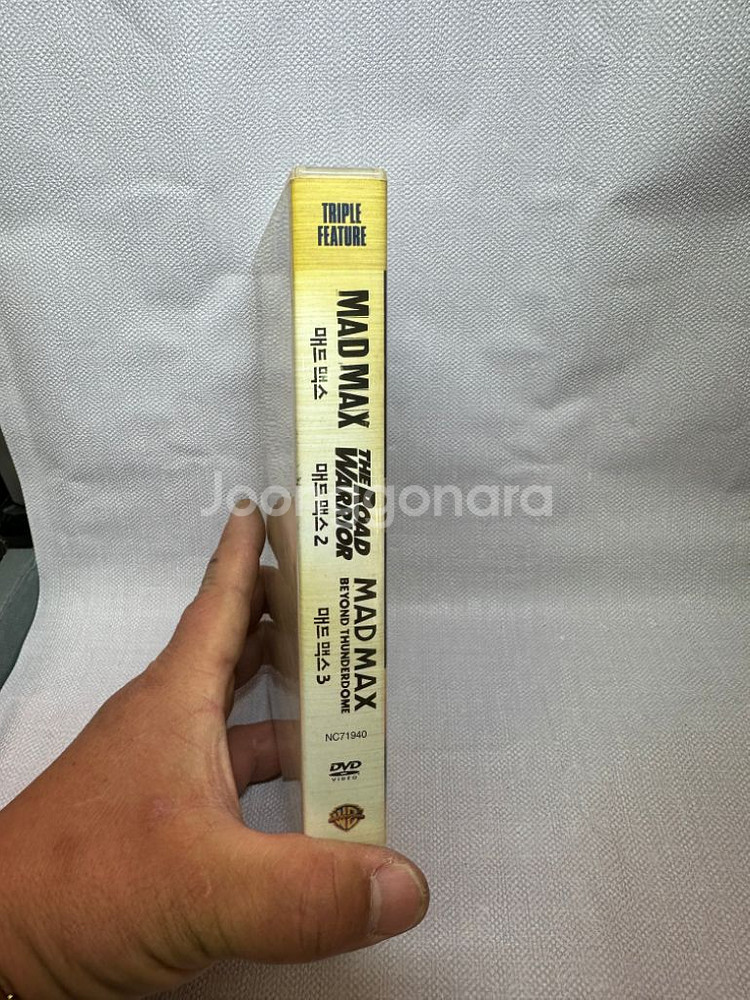 TRIPLE
FEATURE
MAD MAX
매드 맥스
THE ROAD
WARRIOR
매드 맥스 2
MAD MAX
BEYOND THUNDERDOME
매드 맥스 3
NC71940
DVD
VIDEO
Joongonara